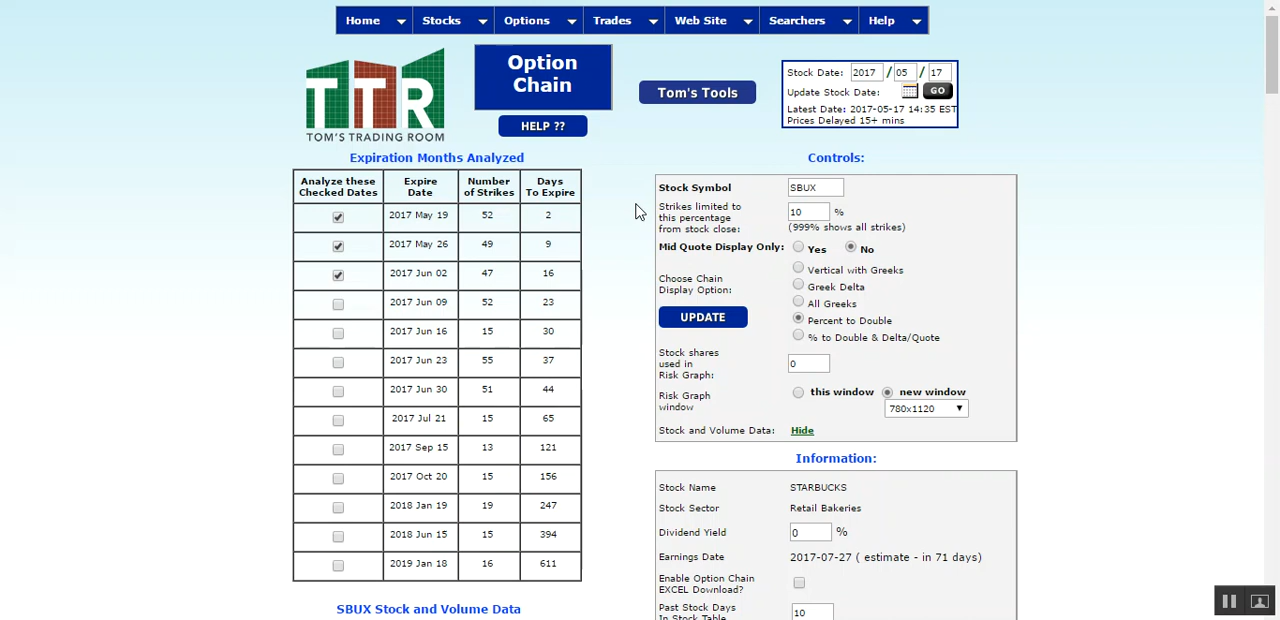 Home Stocks Options Trades Web Site Searchers Help
TTR
TOM'S TRADING ROOM
Option
Chain
HELP ??
Tom's Tools
Stock Date: 2017 / 05 / 17
Update Stock Date: GO
Latest Date: 2017-05-17 14:35 EST
Prices Delayed 15+ mins
Expiration Months Analyzed
Analyze these Expire Number Days
Checked Dates Date of Strikes To Expire
2017 May 19 52 2
2017 May 26 49 9
2017 Jun 02 47 16
2017 Jun 09 52 23
2017 Jun 16 15 30
2017 Jun 23 55 37
2017 Jun 30 51 44
2017 Jul 21 15 65
2017 Sep 15 13 121
2017 Oct 20 15 156
2018 Jan 19 19 247
2018 Jun 15 15 394
2019 Jan 18 16 611
SBUX Stock and Volume Data
Controls:
Stock Symbol SBUX
Strikes limited to
this percentage 10 %
from stock close: (999% shows all strikes)
Mid Quote Display Only: Yes No
Choose Chain
Display Option:
Vertical with Greeks
Greek Delta
All Greeks
Percent to Double
% to Double & Delta/Quote
UPDATE
Stock shares
used in 0
Risk Graph:
Risk Graph
window
this window new window
780x1120
Stock and Volume Data: Hide
Information:
Stock Name STARBUCKS
Stock Sector Retail Bakeries
Dividend Yield 0 %
Earnings Date 2017-07-27 ( estimate - in 71 days)
Enable Option Chain
EXCEL Download?
Past Stock Days 10
In Stock Table